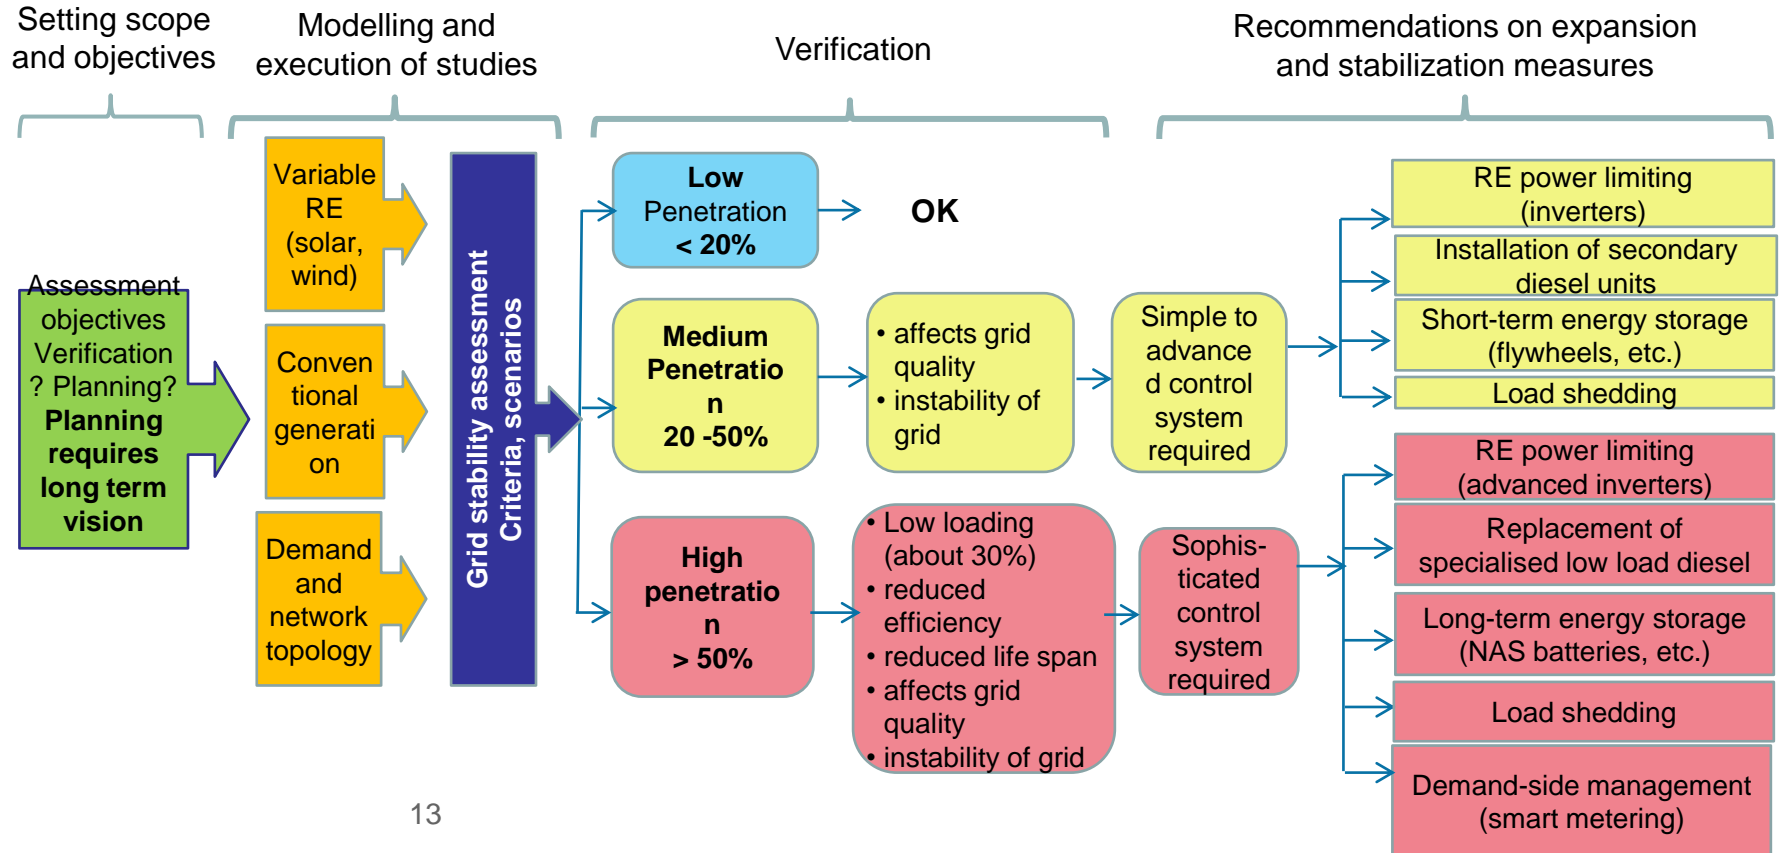 Setting scope
and objectives
Modelling and
execution of studies
Verification
Recommendations on expansion
and stabilization measures
Assessment
objectives
Verification
? Planning?
Planning
requires
long term
vision
Variable
RE
(solar,
wind)
Conven
tional
generati
on
Demand
and
network
topology
Grid stability assessment
Criteria, scenarios
Low
Penetration
< 20%
OK
Medium
Penetratio
n
20 -50%
• affects grid
quality
• instability of
grid
Simple to
advance
d control
system
required
RE power limiting
(inverters)
Installation of secondary
diesel units
Short-term energy storage
(flywheels, etc.)
Load shedding
High
penetratio
n
> 50%
• Low loading
(about 30%)
• reduced
efficiency
• reduced life span
• affects grid
quality
• instability of grid
Sophis-
ticated
control
system
required
RE power limiting
(advanced inverters)
Replacement of
specialised low load diesel
Long-term energy storage
(NAS batteries, etc.)
Load shedding
Demand-side management
(smart metering)
13